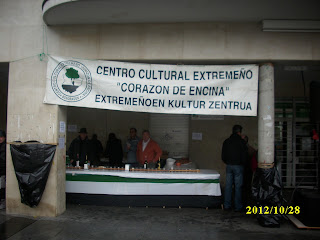 CENTRO CULTURAL EXTREMEÑO
"CORAZON DE ENCINA"
EXTREMEÑOEN KULTUR ZENTRUA
2012/10/28